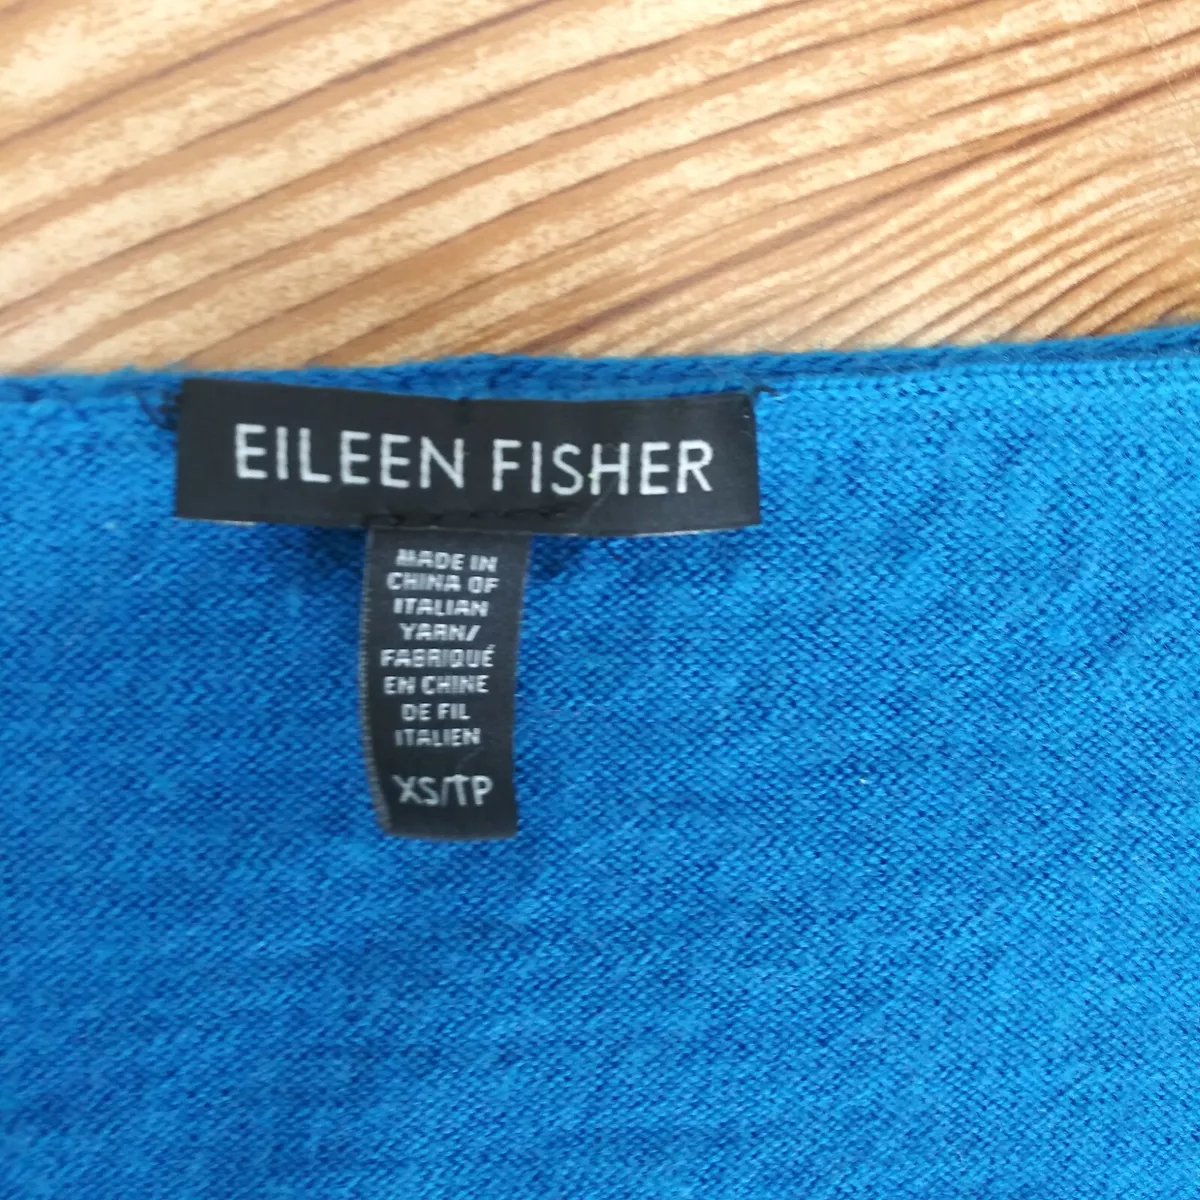 EILEEN FISHER
MADE IN
CHINA OF
ITALIAN
YARN/
FABRIQUÉ
EN CHINE
DE FIL
ITALIEN
XS/TP